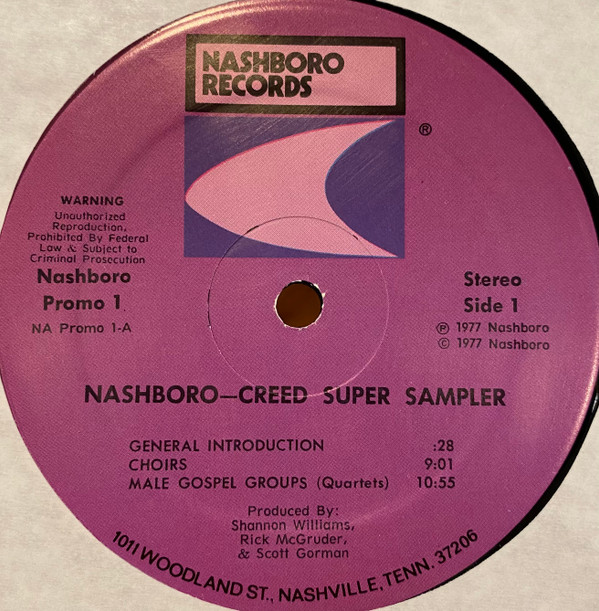 NASHBORO
RECORDS
®
WARNING
Unauthorized
Reproduction,
Prohibited By Federal
Law & Subject to
Criminal Prosecution
Nashboro
Promo 1
NA Promo 1-A
Stereo
Side 1
℗ 1977 Nashboro
© 1977 Nashboro
NASHBORO—CREED SUPER SAMPLER
GENERAL INTRODUCTION :28
CHOIRS 9:01
MALE GOSPEL GROUPS (Quartets) 10:55
Produced By:
Shannon Williams,
Rick McGruder,
& Scott Gorman
1011 WOODLAND ST., NASHVILLE, TENN. 37206